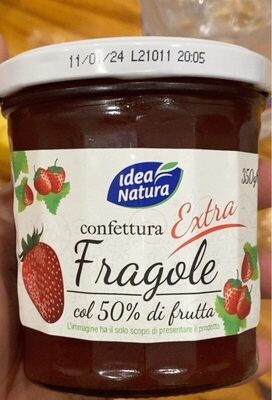 11/01/24 L21011 20:05
Idea
Natura
350g
confettura Extra
Fragole
col 50% di frutta
L'immagine ha il solo scopo di presentare il prodotto.